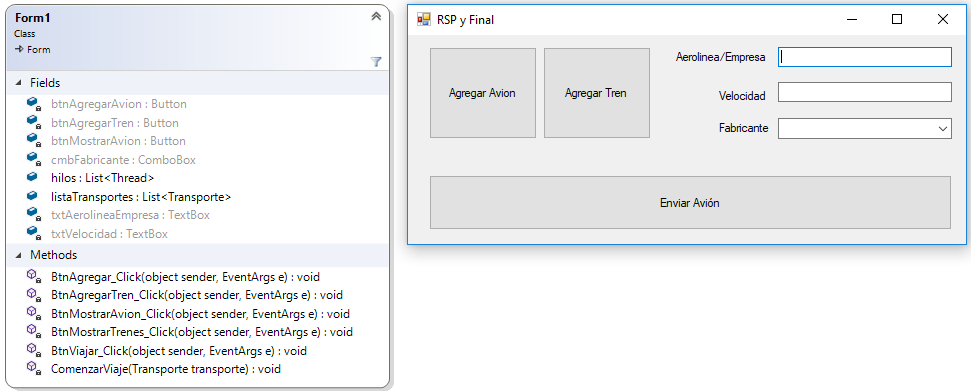 Form1
Class
Form
Fields
btnAgregarAvion : Button
btnAgregarTren : Button
btnMostrarAvion : Button
cmbFabricante : ComboBox
hilos : List<Thread>
listaTransportes : List<Transporte>
txtAerolineaEmpresa : TextBox
txtVelocidad : TextBox
Methods
BtnAgregar_Click(object sender, EventArgs e) : void
BtnAgregarTren_Click(object sender, EventArgs e) : void
BtnMostrarAvion_Click(object sender, EventArgs e) : void
BtnMostrarTrenes_Click(object sender, EventArgs e) : void
BtnViajar_Click(object sender, EventArgs e) : void
ComenzarViaje(Transporte transporte) : void
RSP y Final
Agregar Avion
Agregar Tren
Aerolinea/Empresa
Velocidad
Fabricante
Enviar Avión